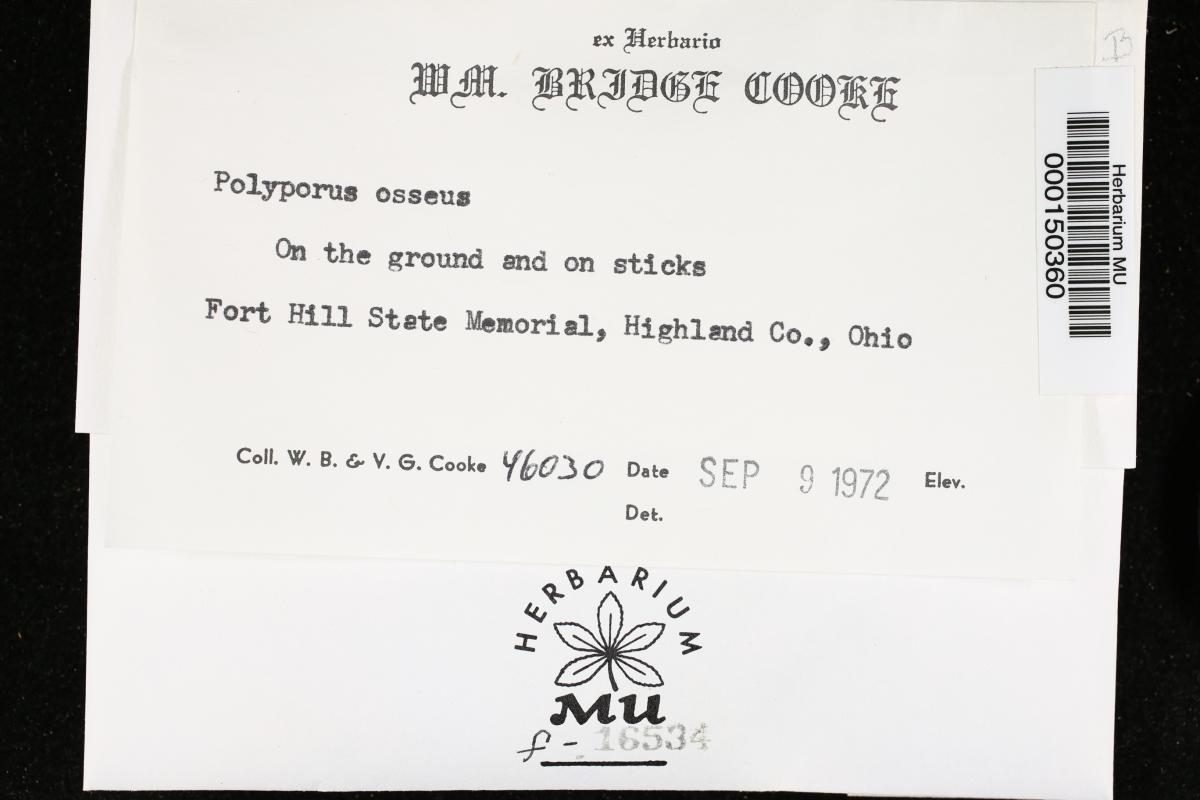 ex Herbario
WM. BRIDGE COOKE
B
Herbarium MU
000150360
Polyporus osseus
On the ground and on sticks
Fort Hill State Memorial, Highland Co., Ohio
Coll. W. B. & V. G. Cooke 46030 Date SEP 9 1972 Elev.
Det.
HERBARIUM
MU
f - 16534